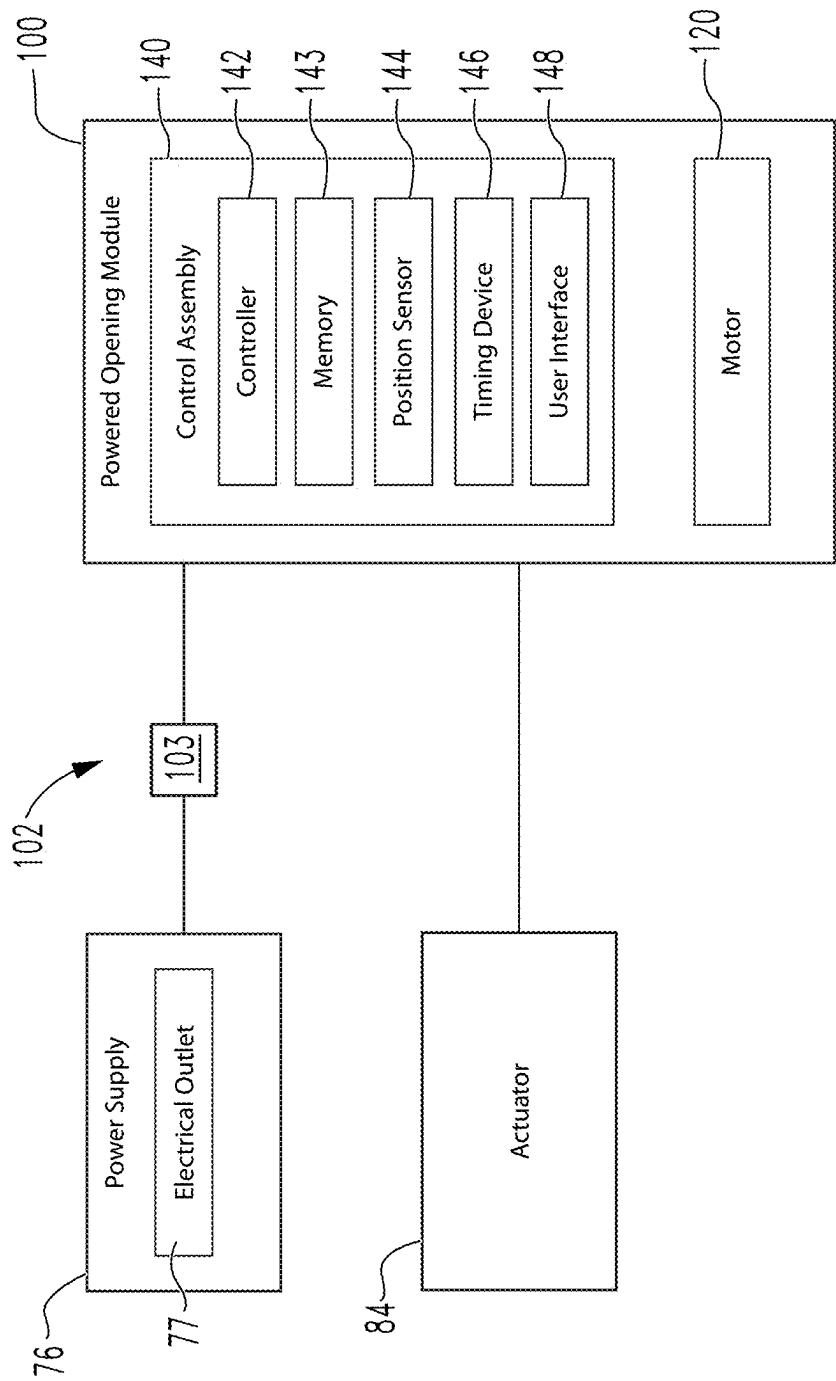 76
Power Supply
77
Electrical Outlet
84
Actuator
102
103
Powered Opening Module
100
Control Assembly
140
Controller
142
Memory
143
Position Sensor
144
Timing Device
146
User Interface
148
Motor
120